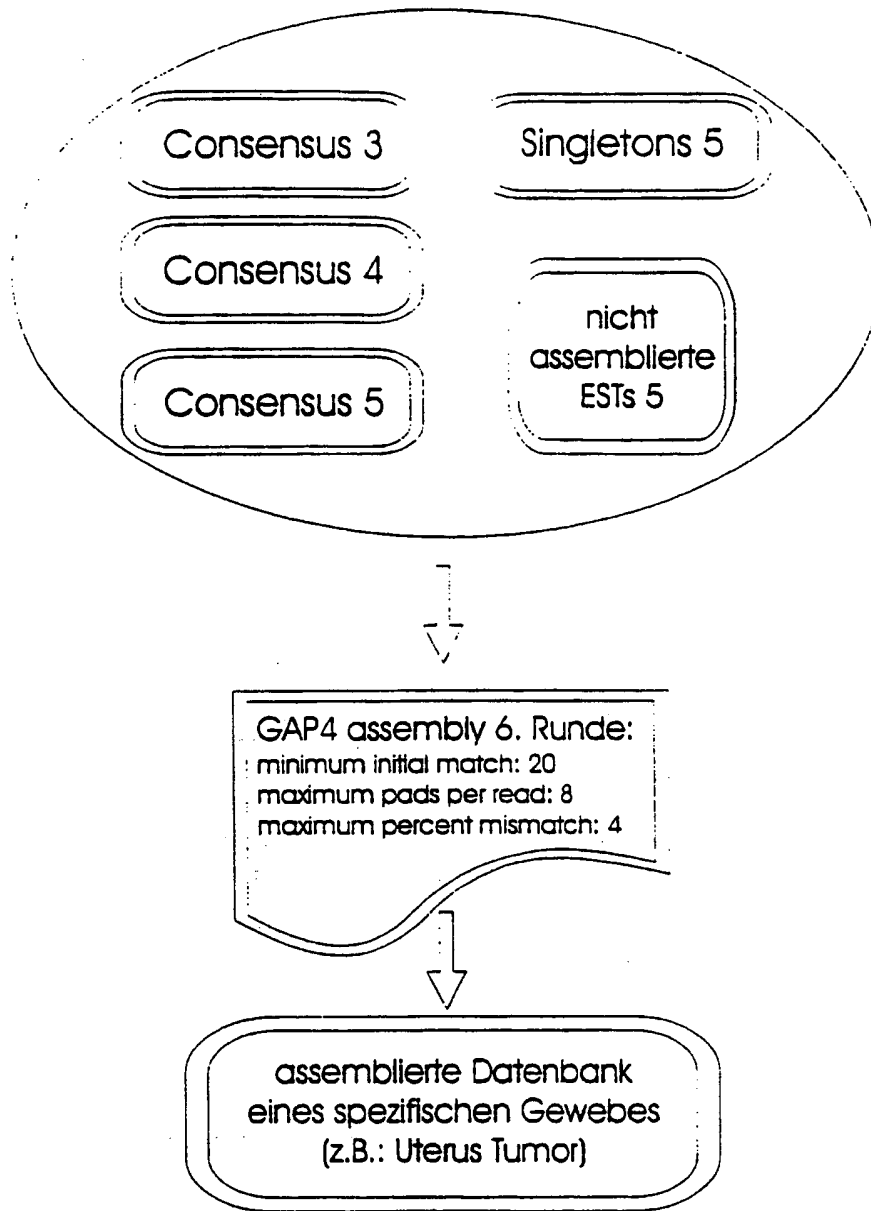 Consensus 3
Singletons 5
Consensus 4
nicht
assemblierte
ESTs 5
Consensus 5
GAP4 assembly 6. Runde:
minimum initial match: 20
maximum pads per read: 8
maximum percent mismatch: 4
assemblierte Datenbank
eines spezifischen Gewebes
(z.B.: Uterus Tumor)